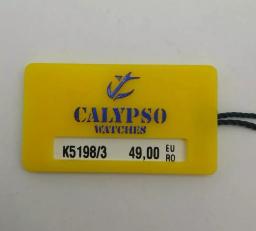 CALYPSO
WATCHES
K5198/3 49,00 EU
RO